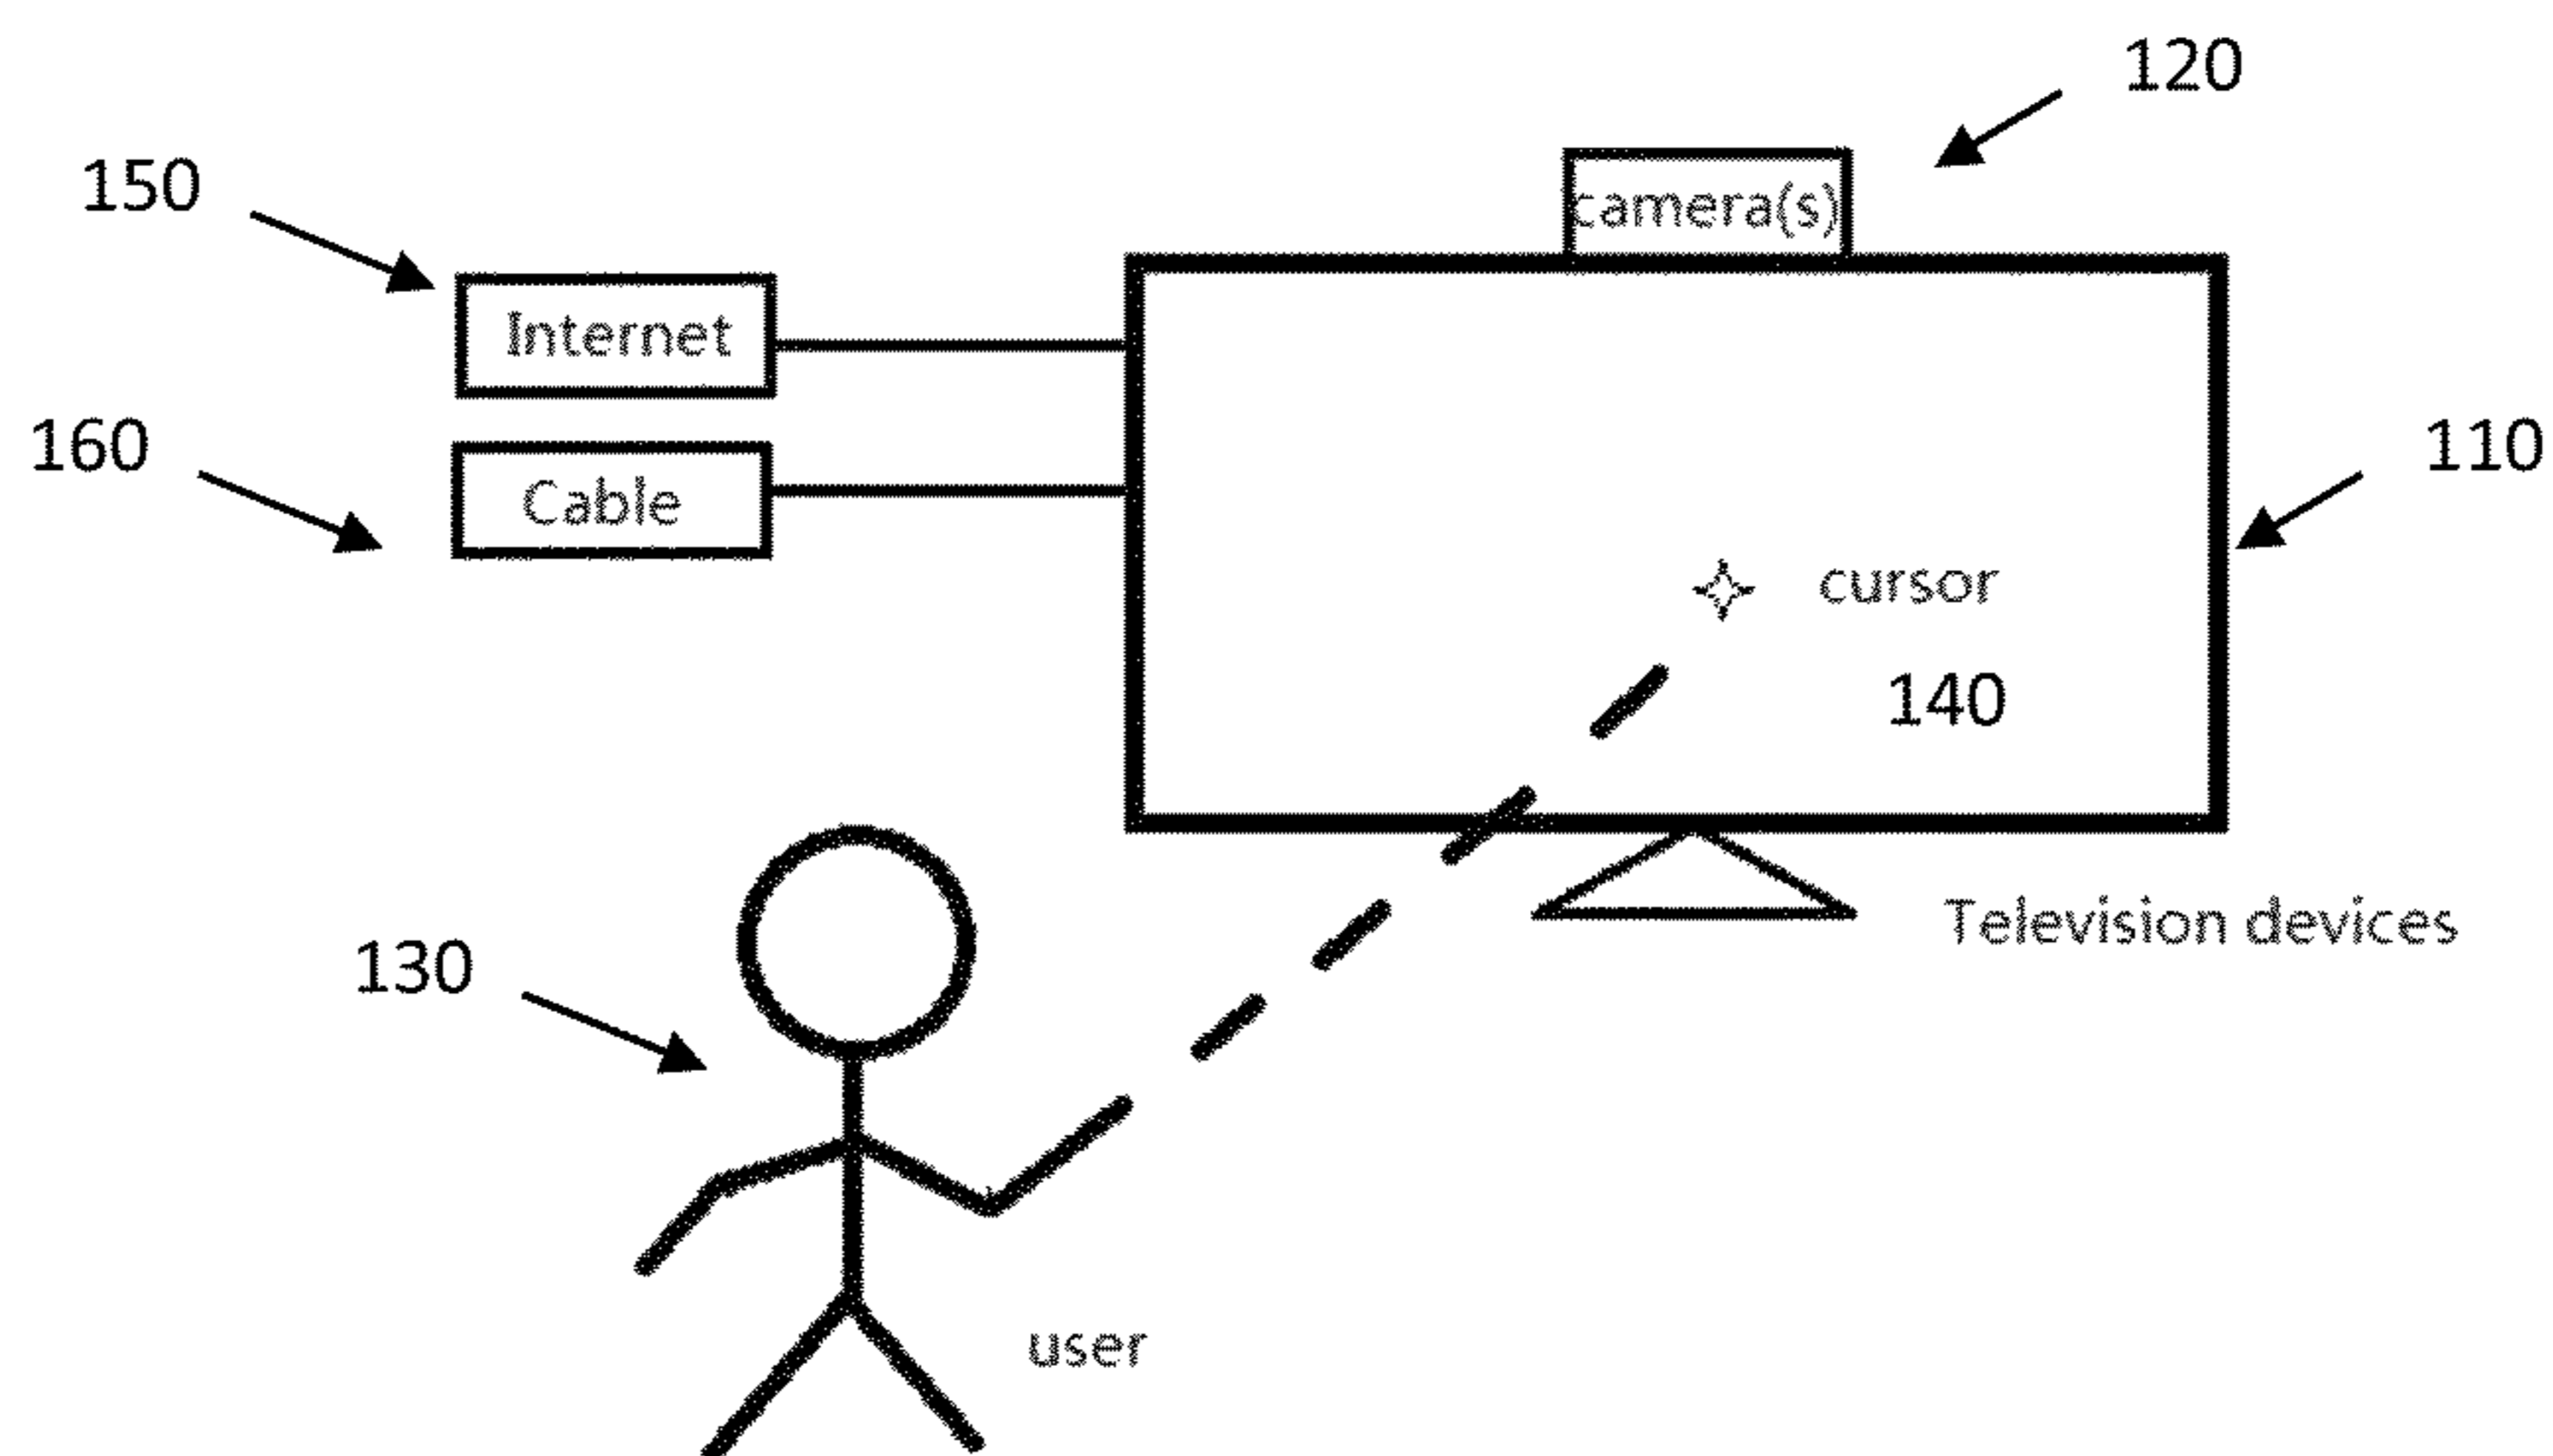 120
camera(s)
150
Internet
160
Cable
110
cursor
140
Television devices
130
user